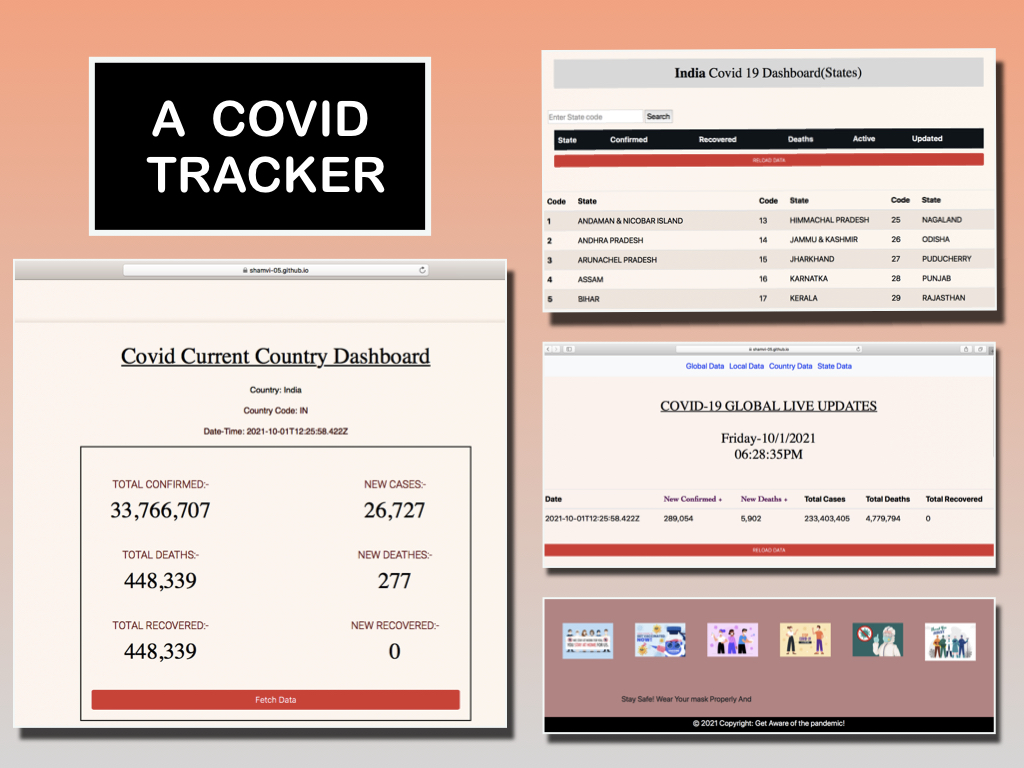 A COVID
TRACKER
shamvi-05.github.io
Covid Current Country Dashboard
Country: India
Country Code: IN
Date-Time: 2021-10-01T12:25:58.422Z
TOTAL CONFIRMED:- NEW CASES:-
33,766,707 26,727
TOTAL DEATHS:- NEW DEATHES:-
448,339 277
TOTAL RECOVERED:- NEW RECOVERED:-
448,339 0
Fetch Data
India Covid 19 Dashboard(States)
Enter State code Search
State Confirmed Recovered Deaths Active Updated
RELOAD DATA
Code State Code State Code State
1 ANDAMAN & NICOBAR ISLAND 13 HIMMACHAL PRADESH 25 NAGALAND
2 ANDHRA PRADESH 14 JAMMU & KASHMIR 26 ODISHA
3 ARUNACHEL PRADESH 15 JHARKHAND 27 PUDUCHERRY
4 ASSAM 16 KARNATKA 28 PUNJAB
5 BIHAR 17 KERALA 29 RAJASTHAN
shamvi-05.github.io
Global Data Local Data Country Data State Data
COVID-19 GLOBAL LIVE UPDATES
Friday-10/1/2021
06:28:35PM
Date New Confirmed + New Deaths + Total Cases Total Deaths Total Recovered
2021-10-01T12:25:58.422Z 289,054 5,902 233,403,405 4,779,794 0
RELOAD DATA
Stay Safe! Wear Your mask Properly And
© 2021 Copyright: Get Aware of the pandemic!